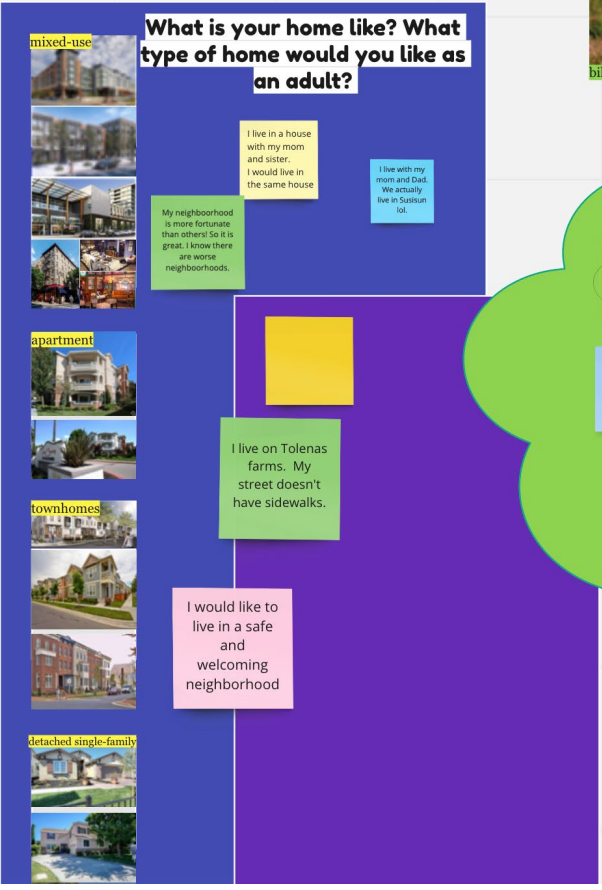 What is your home like? What
type of home would you like as
an adult?
mixed-use
I live in a house
with my mom
and sister.
I would live in
the same house
I live with my
mom and Dad.
We actually
live in Susisun
lol.
My neighboorhood
is more fortunate
than others! So it is
great. I know there
are worse
neighboorhoods.
apartment
I live on Tolenas
farms. My
street doesn't
have sidewalks.
townhomes
I would like to
live in a safe
and
welcoming
neighborhood
detached single-family